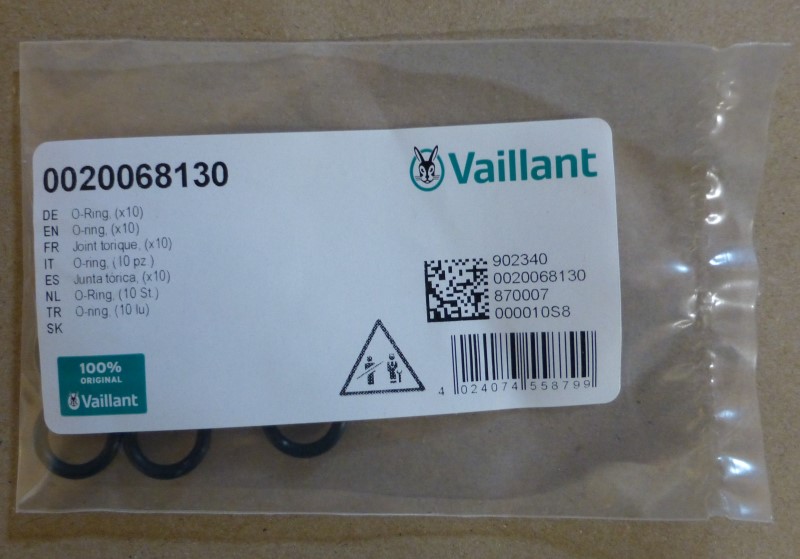 0020068130
Vaillant
DE O-Ring, (x10)
EN O-ring, (x10)
FR Joint torique, (x10)
IT O-ring, (10 pz.)
ES Junta tórica, (x10)
NL O-Ring, (10 St.)
TR O-ring, (10 lu)
SK
902340
0020068130
870007
000010S8
100%
ORIGINAL
Vaillant
4 024074 558799